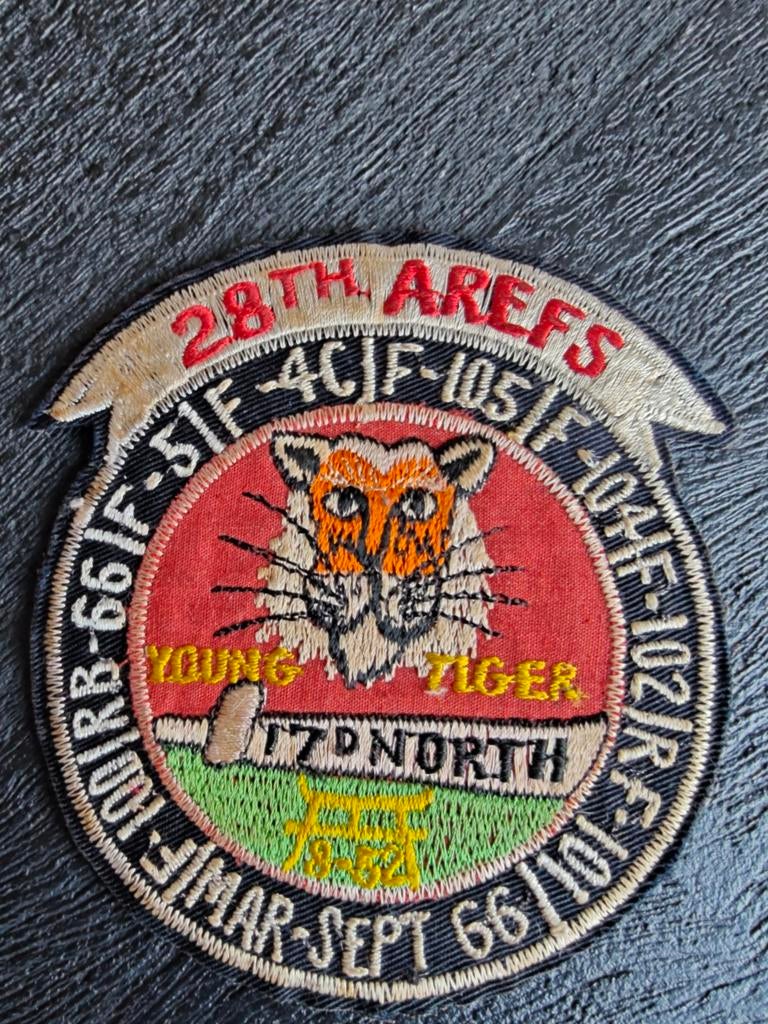 28TH AREFS
F-100/RB-66/F-5/F-4C/F-105/F-104/F-102/RF-101/
MAR-SEPT 66
YOUNG TIGER
17D NORTH
8-52